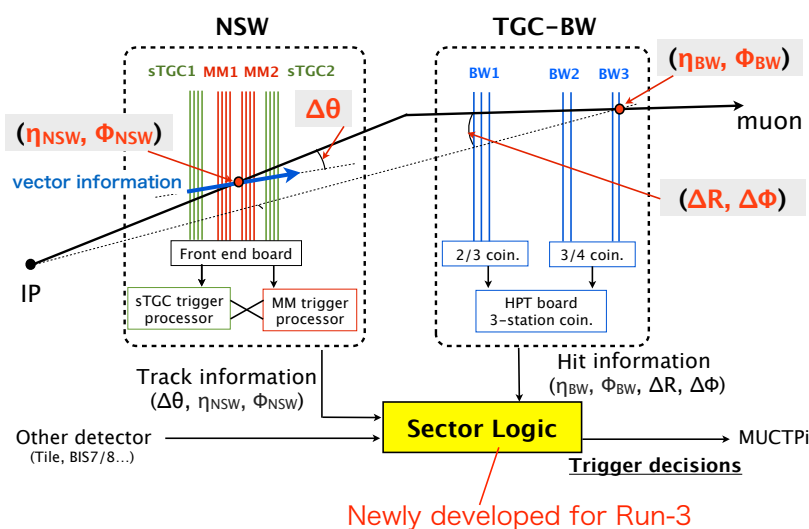 NSW
TGC-BW
sTGC1 MM1 MM2 sTGC2
BW1 BW2 BW3
(ηBW, ΦBW)
Δθ
(ηNSW, ΦNSW)
muon
vector information
(ΔR, ΔΦ)
IP
Front end board
2/3 coin.
3/4 coin.
sTGC trigger
processor
MM trigger
processor
HPT board
3-station coin.
Track information
(Δθ, ηNSW, ΦNSW)
Hit information
(ηBW, ΦBW, ΔR, ΔΦ)
Other detector
(Tile, BIS7/8...)
Sector Logic
MUCTPi
Trigger decisions
Newly developed for Run-3